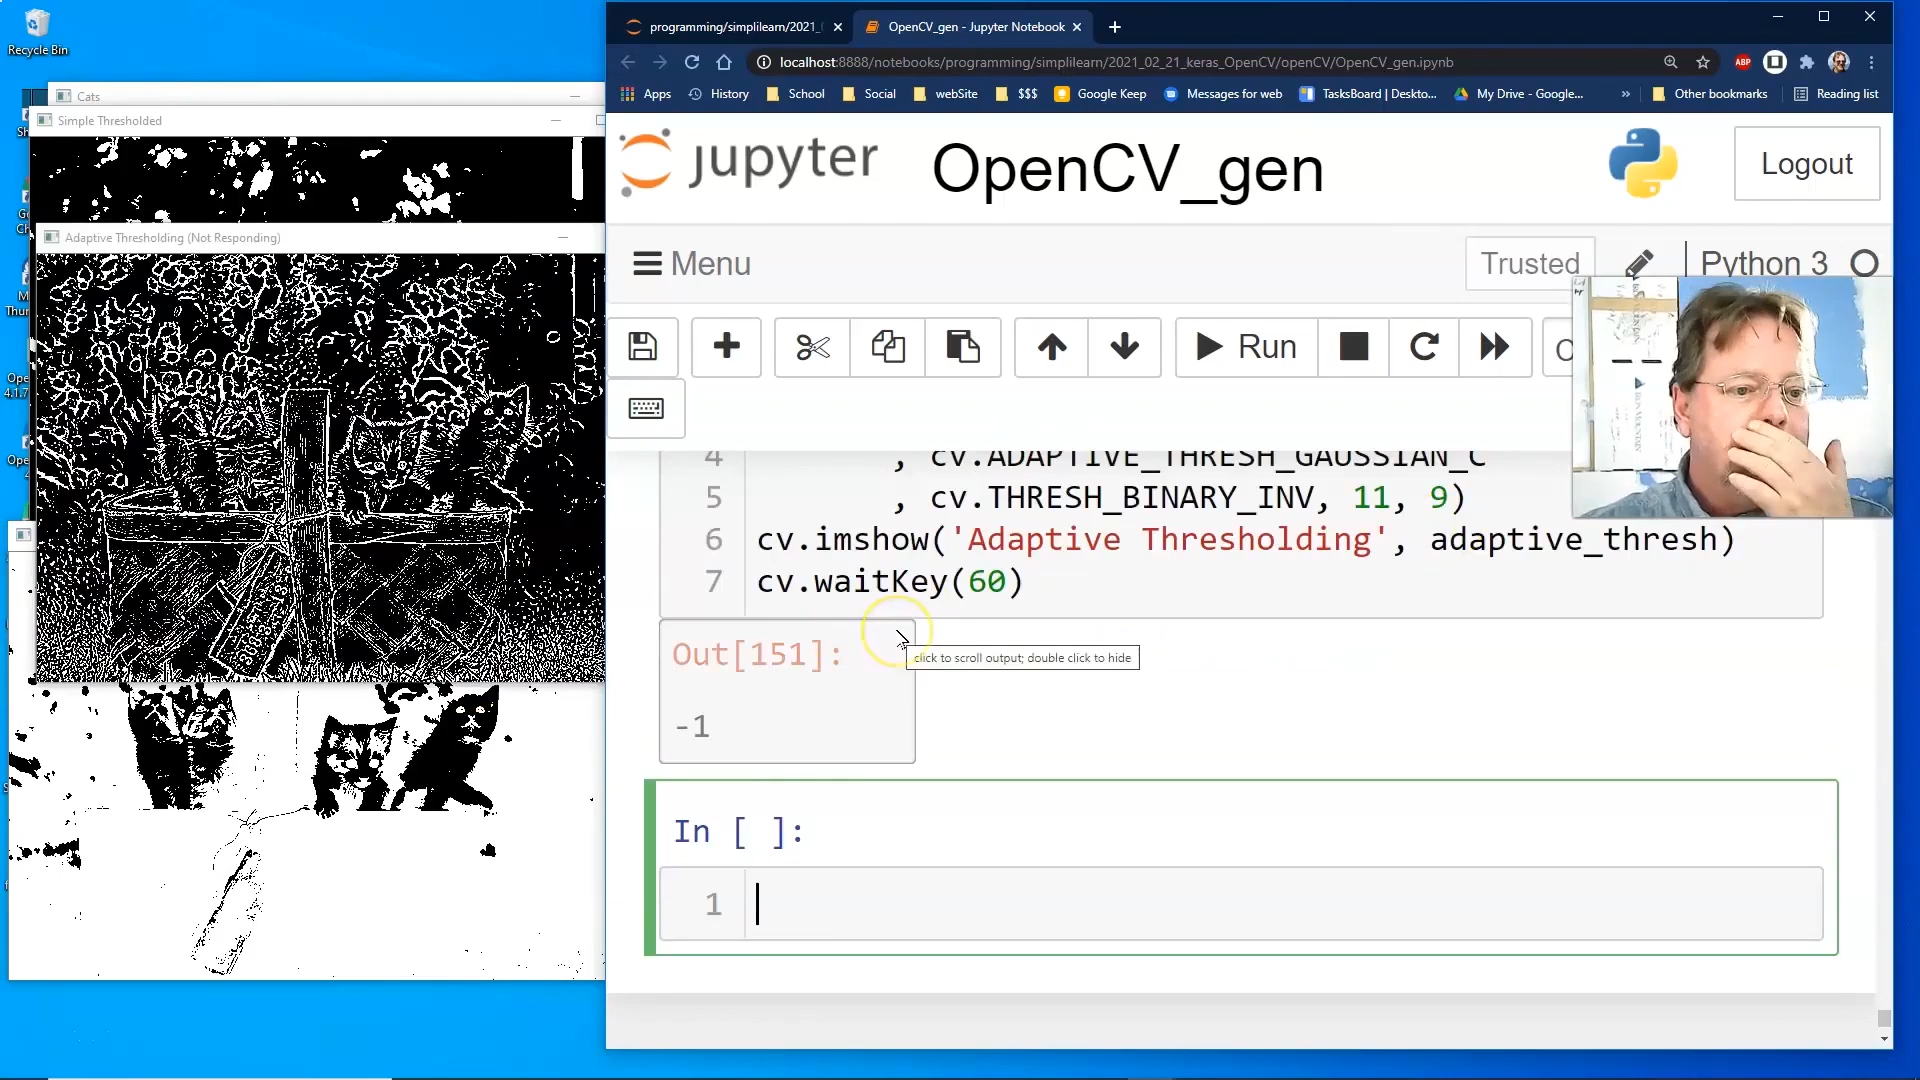 Recycle Bin
Cats
Simple Thresholded
Adaptive Thresholding (Not Responding)
programming/simplilearn/2021_
OpenCV_gen - Jupyter Notebook
localhost:8888/notebooks/programming/simplilearn/2021_02_21_keras_OpenCV/openCV/OpenCV_gen.ipynb
ABP
Apps History School Social webSite $$$ Google Keep Messages for web TasksBoard | Deskto... My Drive - Google... » Other bookmarks Reading list
jupyter OpenCV_gen
Logout
Menu
Trusted
Python 3
Run
4 , cv.ADAPTIVE_THRESH_GAUSSIAN_C
5 , cv.THRESH_BINARY_INV, 11, 9)
6 cv.imshow('Adaptive Thresholding', adaptive_thresh)
7 cv.waitKey(60)
Out[151]:
click to scroll output; double click to hide
-1
In [ ]:
1